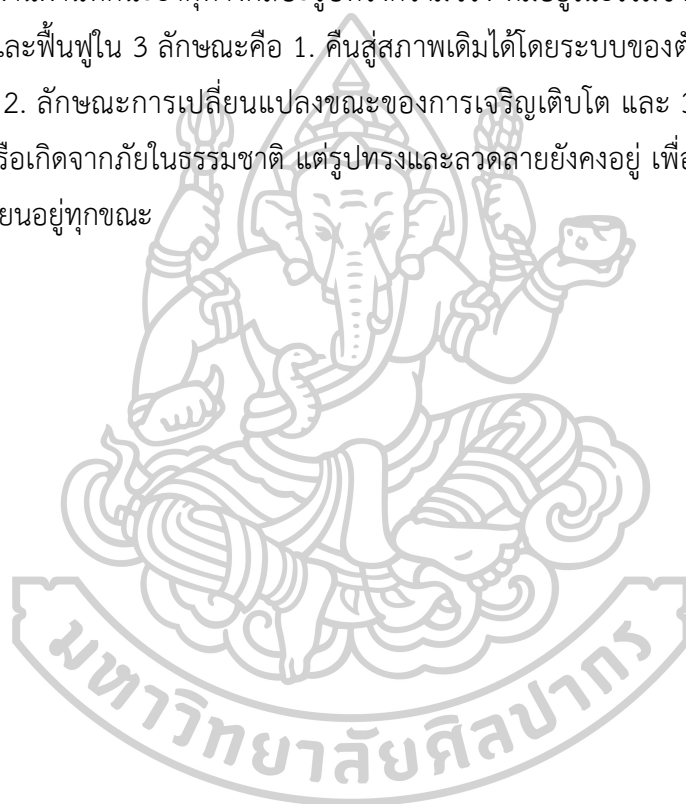 และฟื้นฟูใน 3 ลักษณะคือ 1. คืนสู่สภาพเดิมได้โดยระบบของตั
2. ลักษณะการเปลี่ยนแปลงขณะของการเจริญเติบโต และ 3
รือเกิดจากภัยในธรรมชาติ แต่รูปทรงและลวดลายยังคงอยู่ เพื่อ
ยนอยู่ทุกขณะ
มหาวิทยาลัยศิลปากร